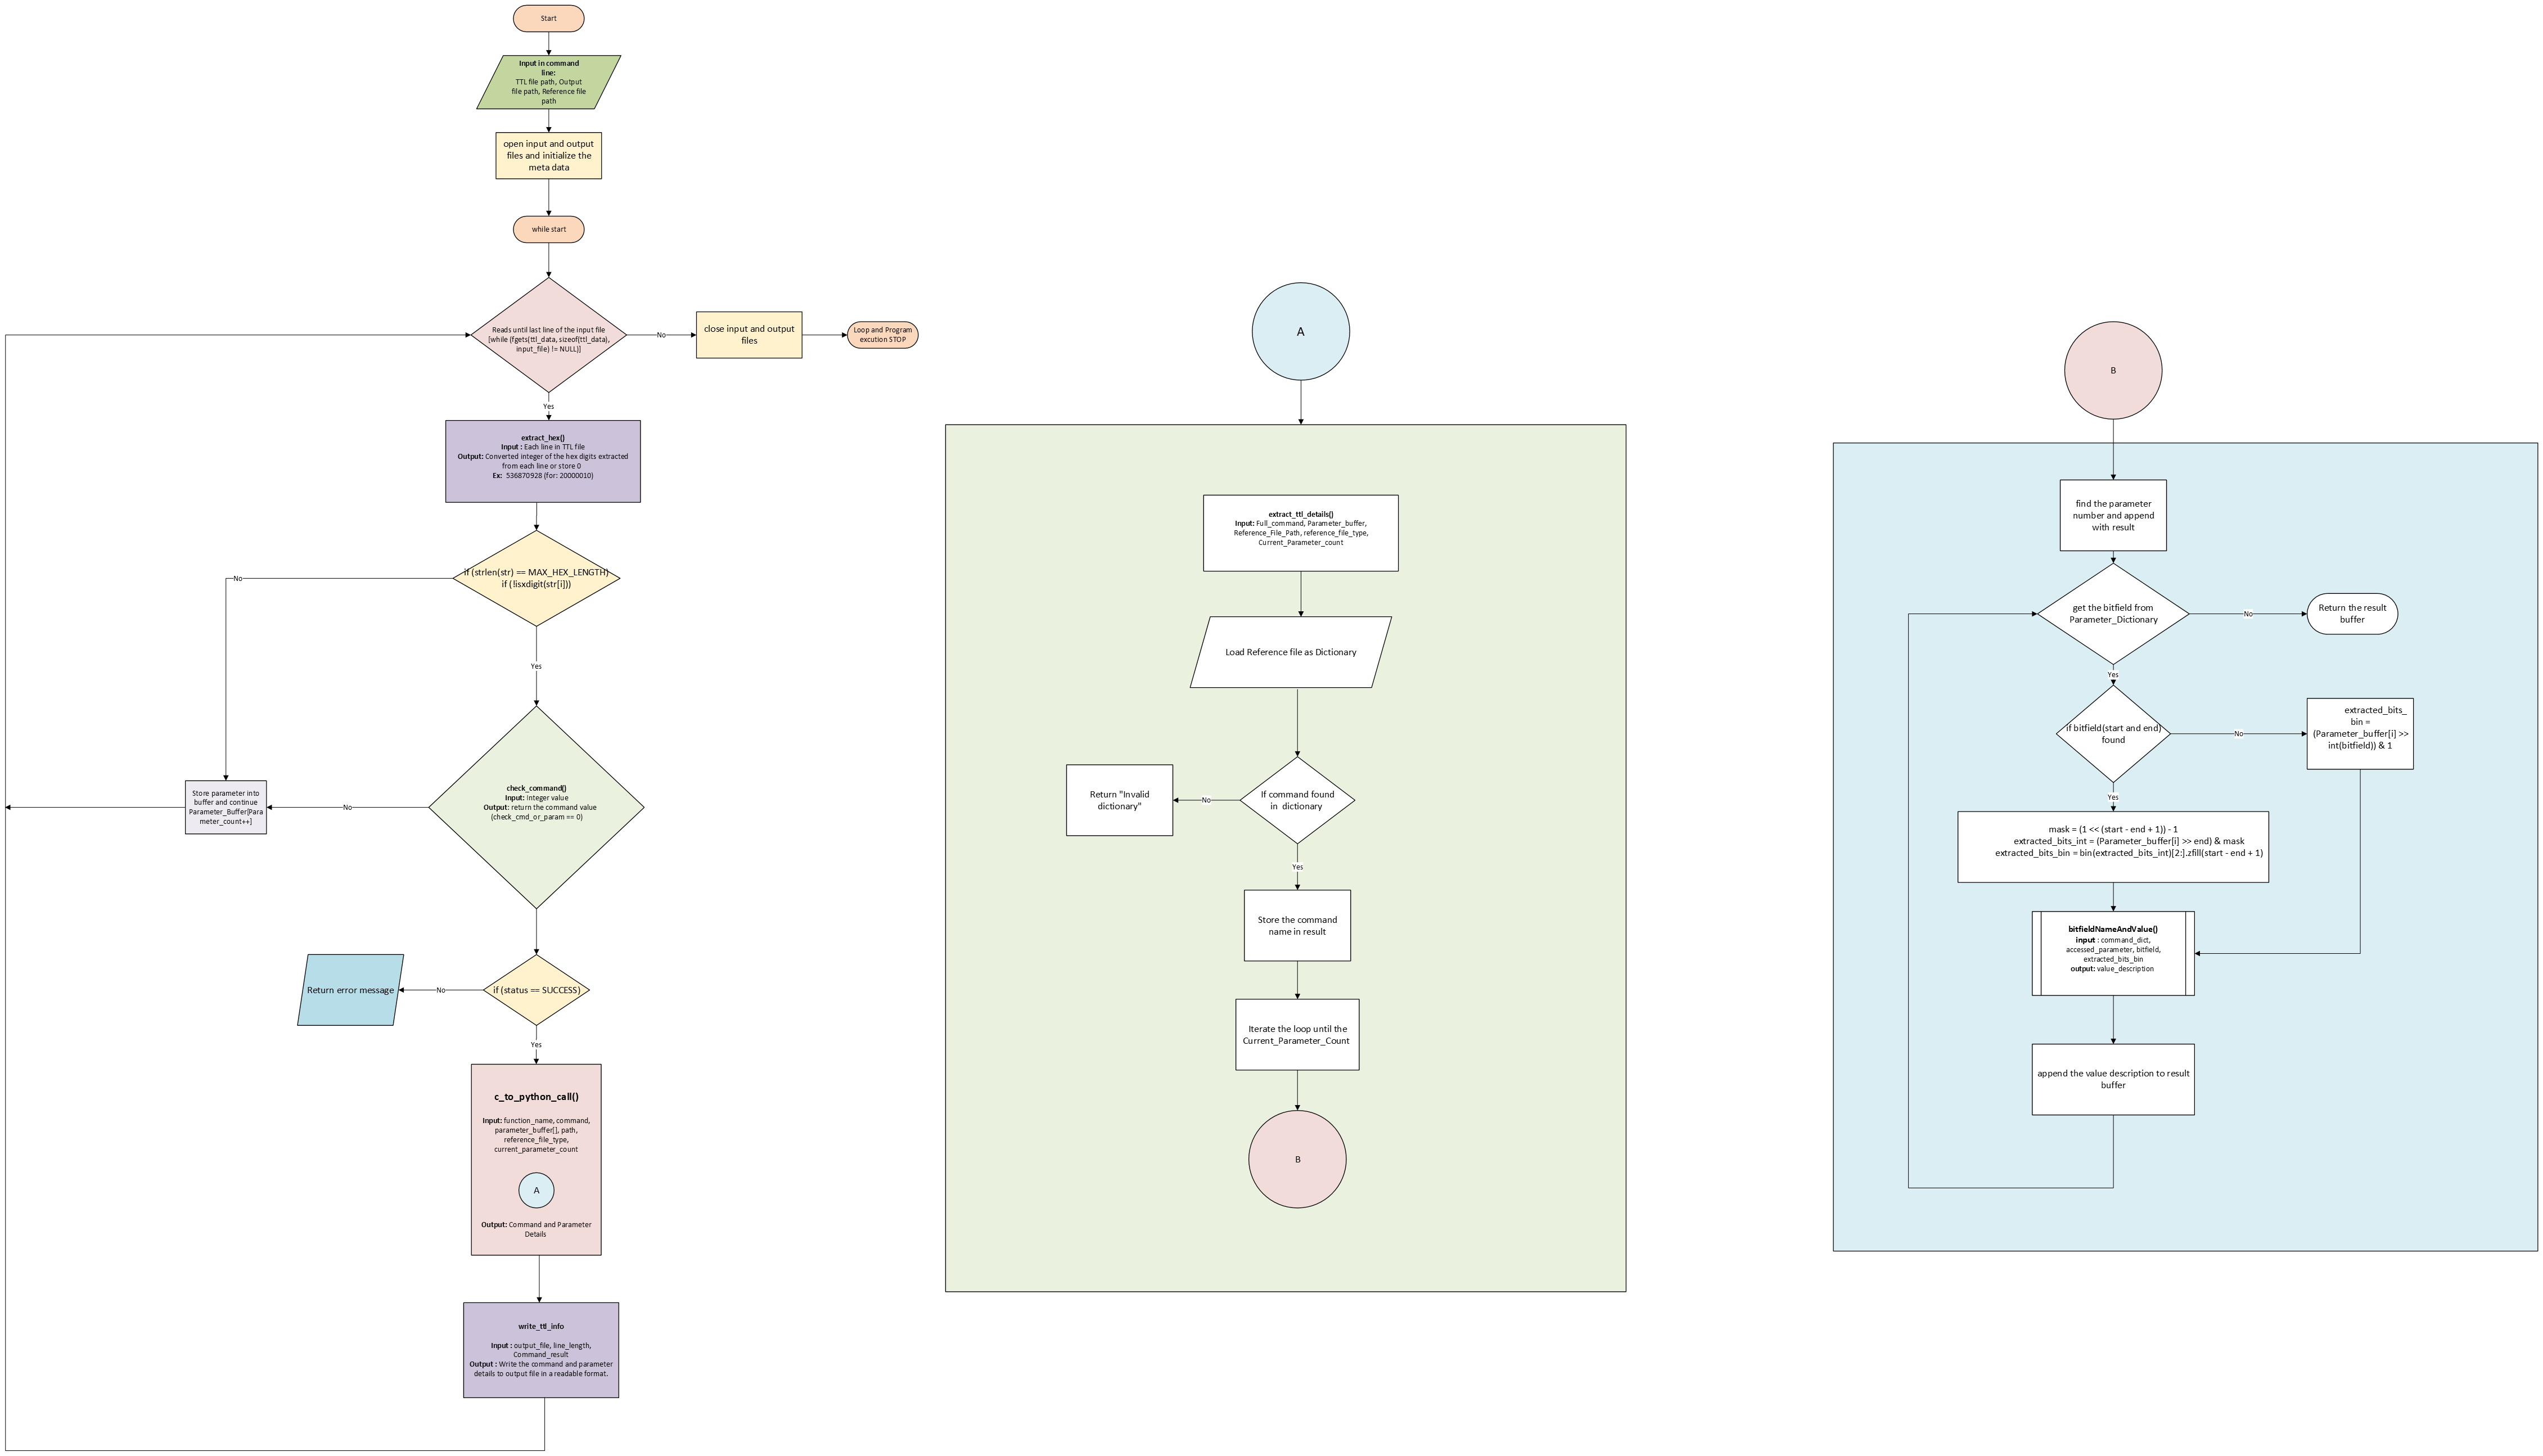 Start
Input in command
line:
TTL file path, Output
file path, Reference file
path
open input and output
files and initialize the
meta data
while start
Reads until last line of the input file
[while (fgets(ttl_data, sizeof(ttl_data),
input_file) != NULL)]
No
close input and output
files
Loop and Program
excution STOP
Yes
extract_hex()
Input : Each line in TTL file
Output: Converted integer of the hex digits extracted
from each line or store 0
Ex: 536870928 (for: 20000010)
if (strlen(str) == MAX_HEX_LENGTH)
if (!isxdigit(str[i]))
No
Yes
check_command()
Input: Integer value
Output: return the command value
(check_cmd_or_param == 0)
No
Store parameter into
buffer and continue
Parameter_Buffer[Para
meter_count++]
if (status == SUCCESS)
No
Return error message
Yes
c_to_python_call()
Input: function_name, command,
parameter_buffer[], path,
reference_file_type,
current_parameter_count
A
Output: Command and Parameter
Details
write_ttl_info
Input : output_file, line_length,
Command_result
Output : Write the command and parameter
details to output file in a readable format.
A
extract_ttl_details()
Input: Full_command, Parameter_buffer,
Reference_File_Path, reference_file_type,
Current_Parameter_count
Load Reference file as Dictionary
If command found
in dictionary
No
Return "Invalid
dictionary"
Yes
Store the command
name in result
Iterate the loop until the
Current_Parameter_Count
B
B
find the parameter
number and append
with result
get the bitfield from
Parameter_Dictionary
No
Return the result
buffer
Yes
if bitfield(start and end)
found
No
extracted_bits_
bin =
(Parameter_buffer[i] >>
int(bitfield)) & 1
Yes
mask = (1 << (start - end + 1)) - 1
extracted_bits_int = (Parameter_buffer[i] >> end) & mask
extracted_bits_bin = bin(extracted_bits_int)[2:].zfill(start - end + 1)
bitfieldNameAndValue()
input : command_dict,
accessed_parameter, bitfield,
extracted_bits_bin
output: value_description
append the value description to result
buffer